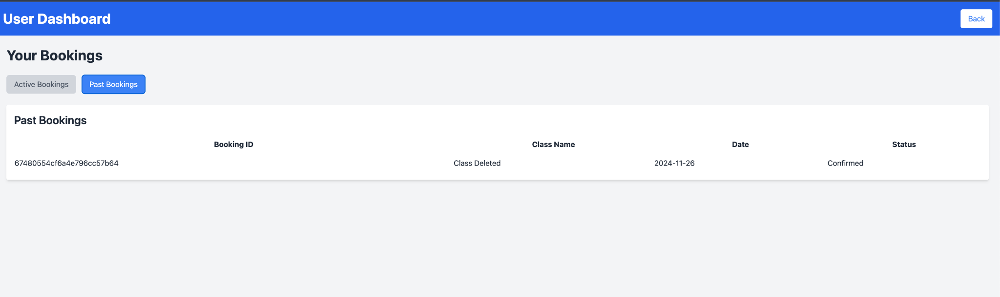 User Dashboard
Back
Your Bookings
Active Bookings
Past Bookings
Past Bookings
Booking ID Class Name Date Status
67480554cf6a4e796cc57b64 Class Deleted 2024-11-26 Confirmed